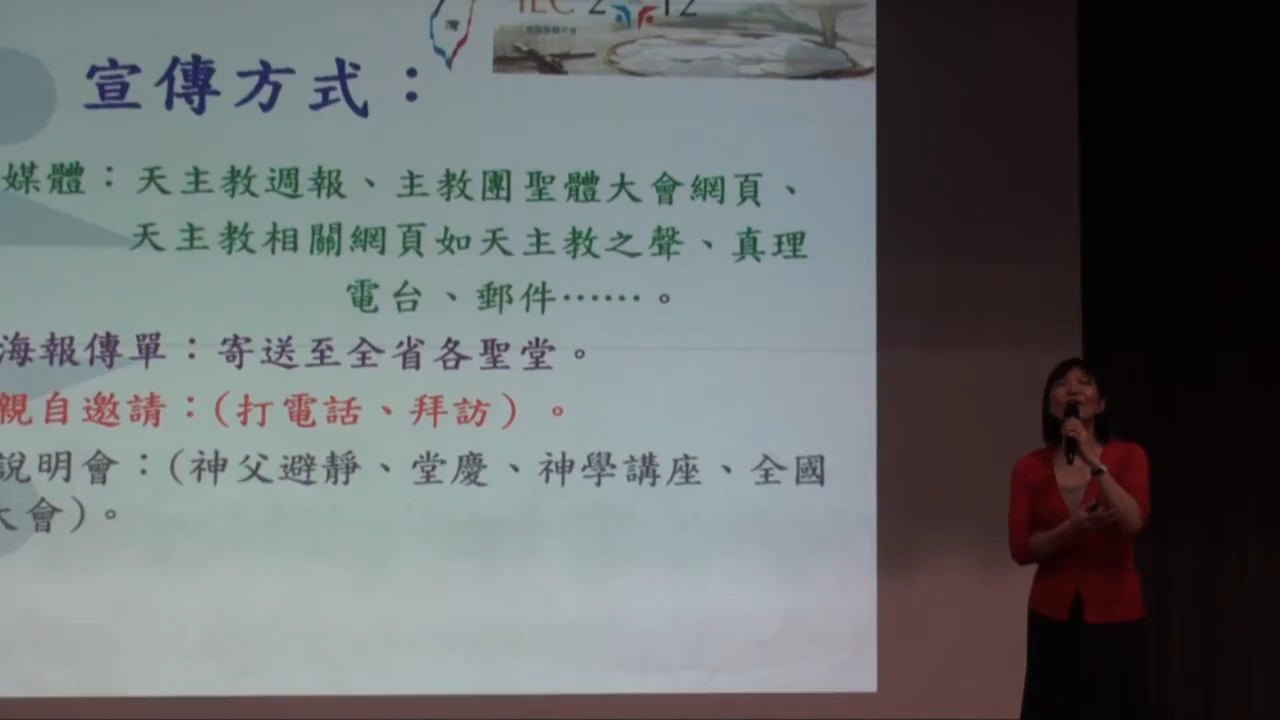 IEC 2012
灣
宣傳方式：
媒體：天主教週報、主教團聖體大會網頁、
天主教相關網頁如天主教之聲、真理
電台、郵件……。
海報傳單：寄送至全省各聖堂。
親自邀請：(打電話、拜訪）。
說明會：(神父避靜、堂慶、神學講座、全國
大會)。